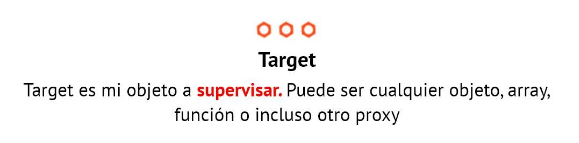 Target
Target es mi objeto a supervisar. Puede ser cualquier objeto, array,
función o incluso otro proxy